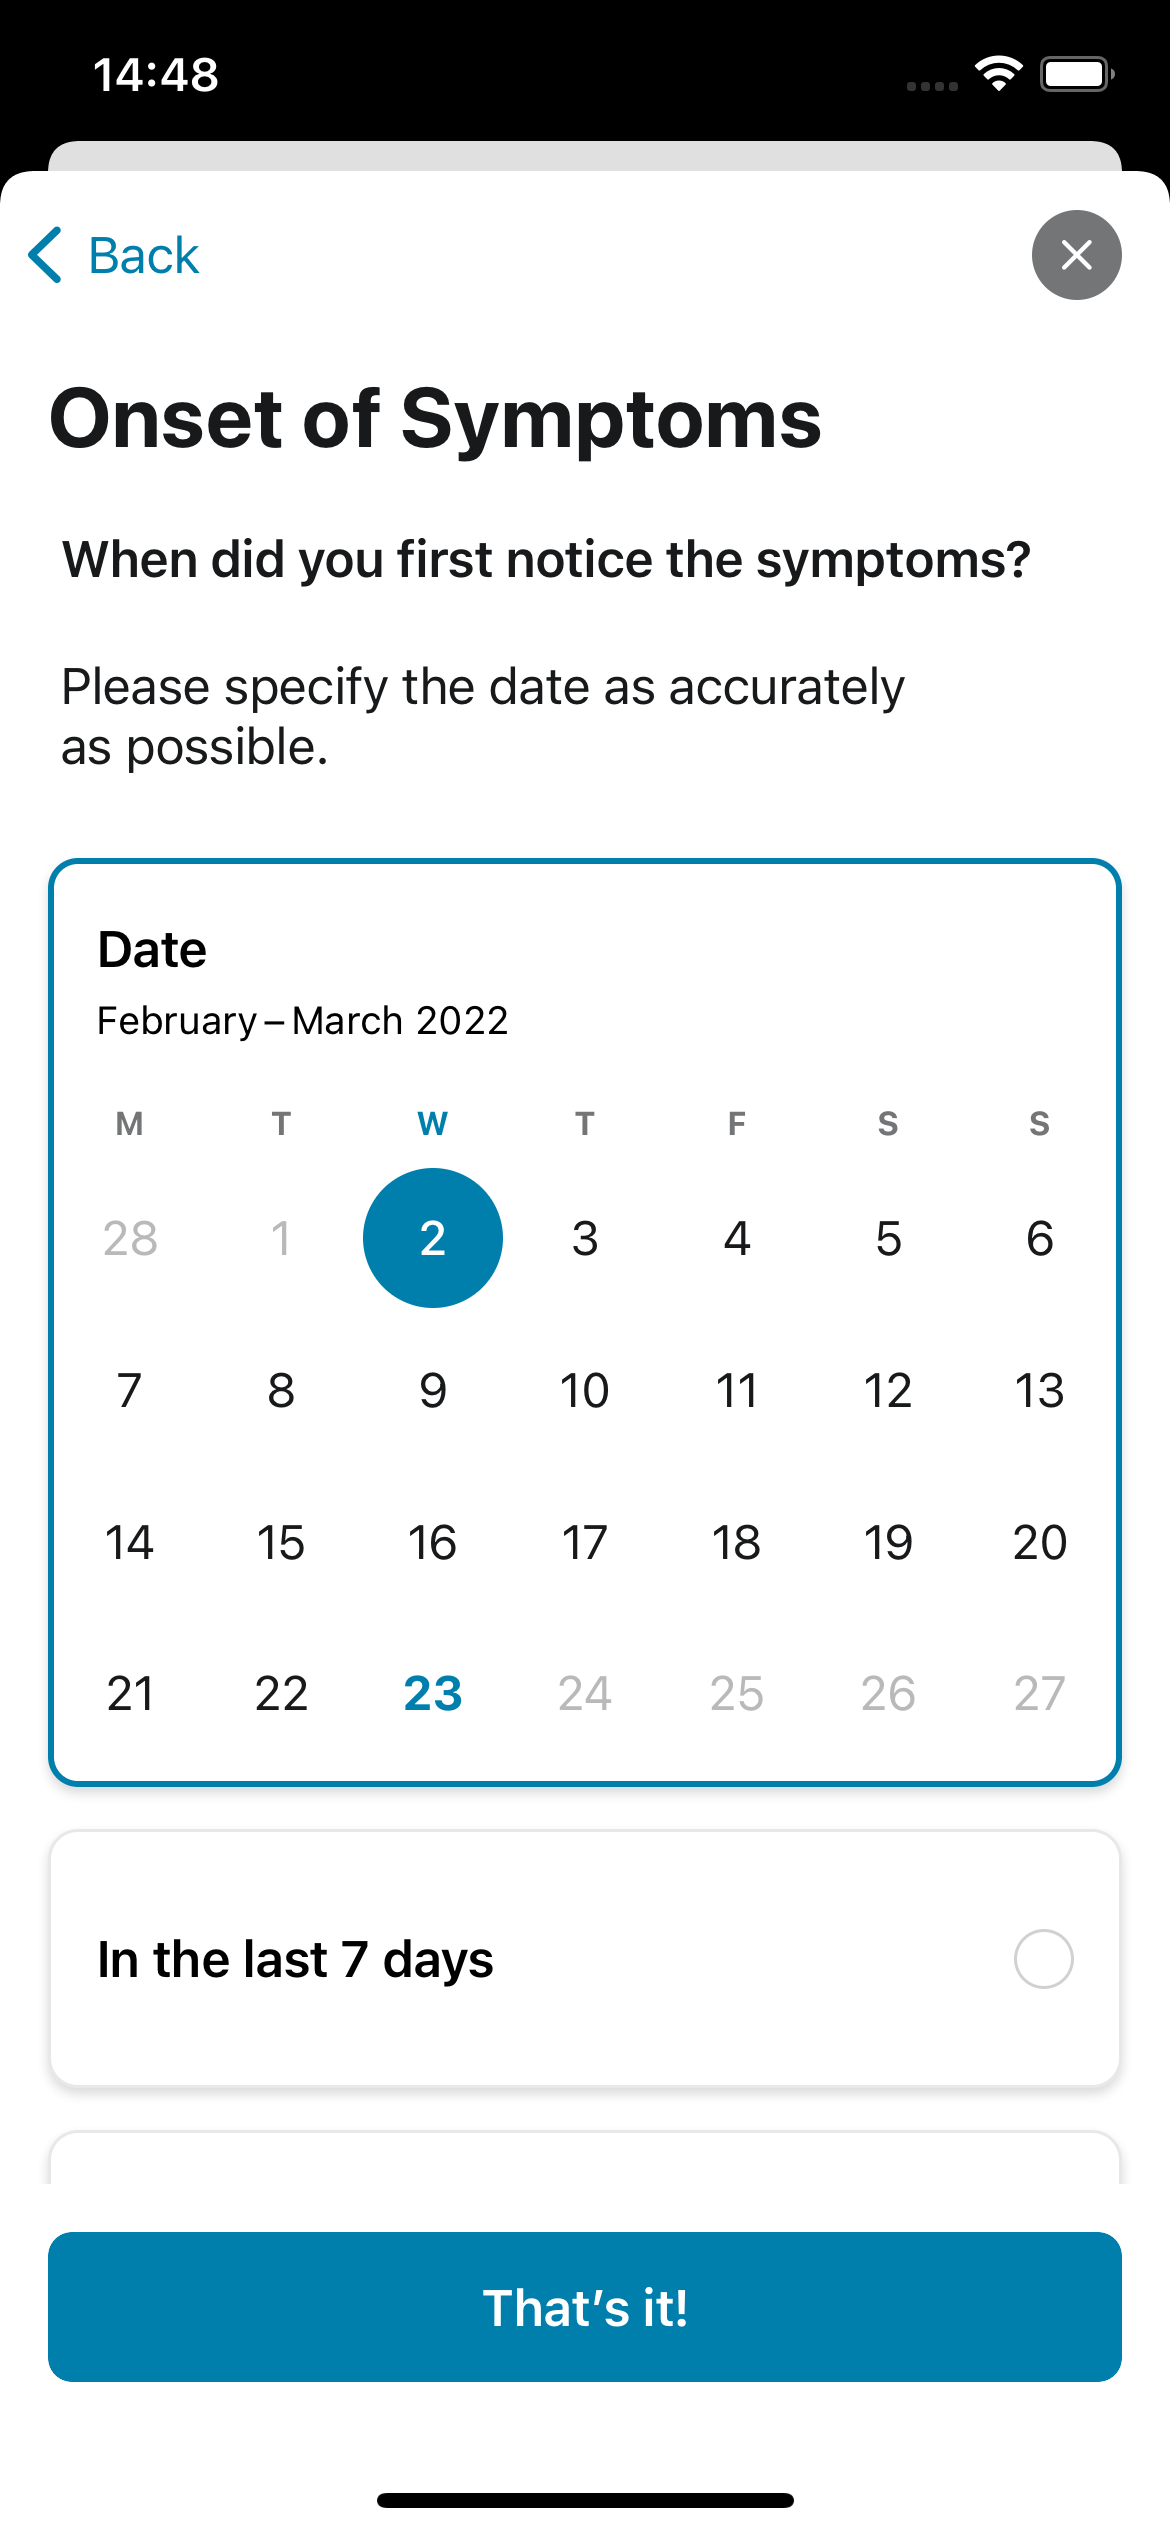 14:48
Back
Onset of Symptoms
When did you first notice the symptoms?
Please specify the date as accurately
as possible.
Date
February – March 2022
M T W T F S S
28 1 2 3 4 5 6
7 8 9 10 11 12 13
14 15 16 17 18 19 20
21 22 23 24 25 26 27
In the last 7 days
That’s it!